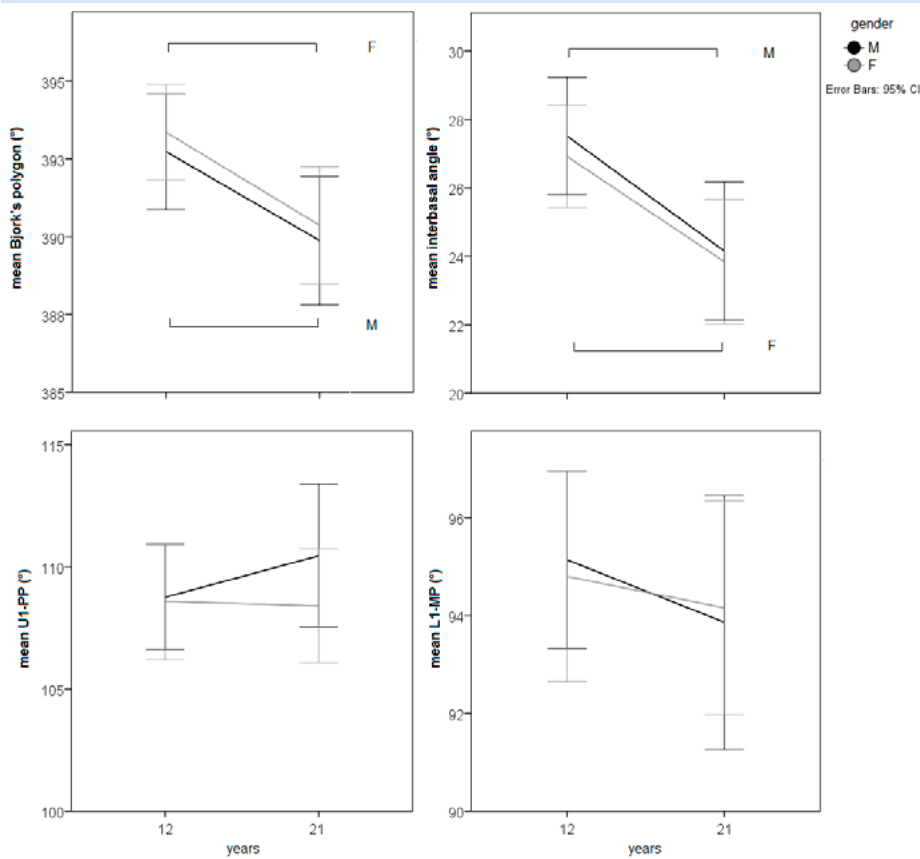 mean Bjork's polygon (°)
395
393
390
388
385
F
M
12
21
mean interbasal angle (°)
30
28
26
24
22
20
M
F
gender
M
F
Error Bars: 95% CI
mean U1-PP (°)
115
110
105
100
12
21
years
mean L1-MP (°)
96
94
92
90
12
21
years